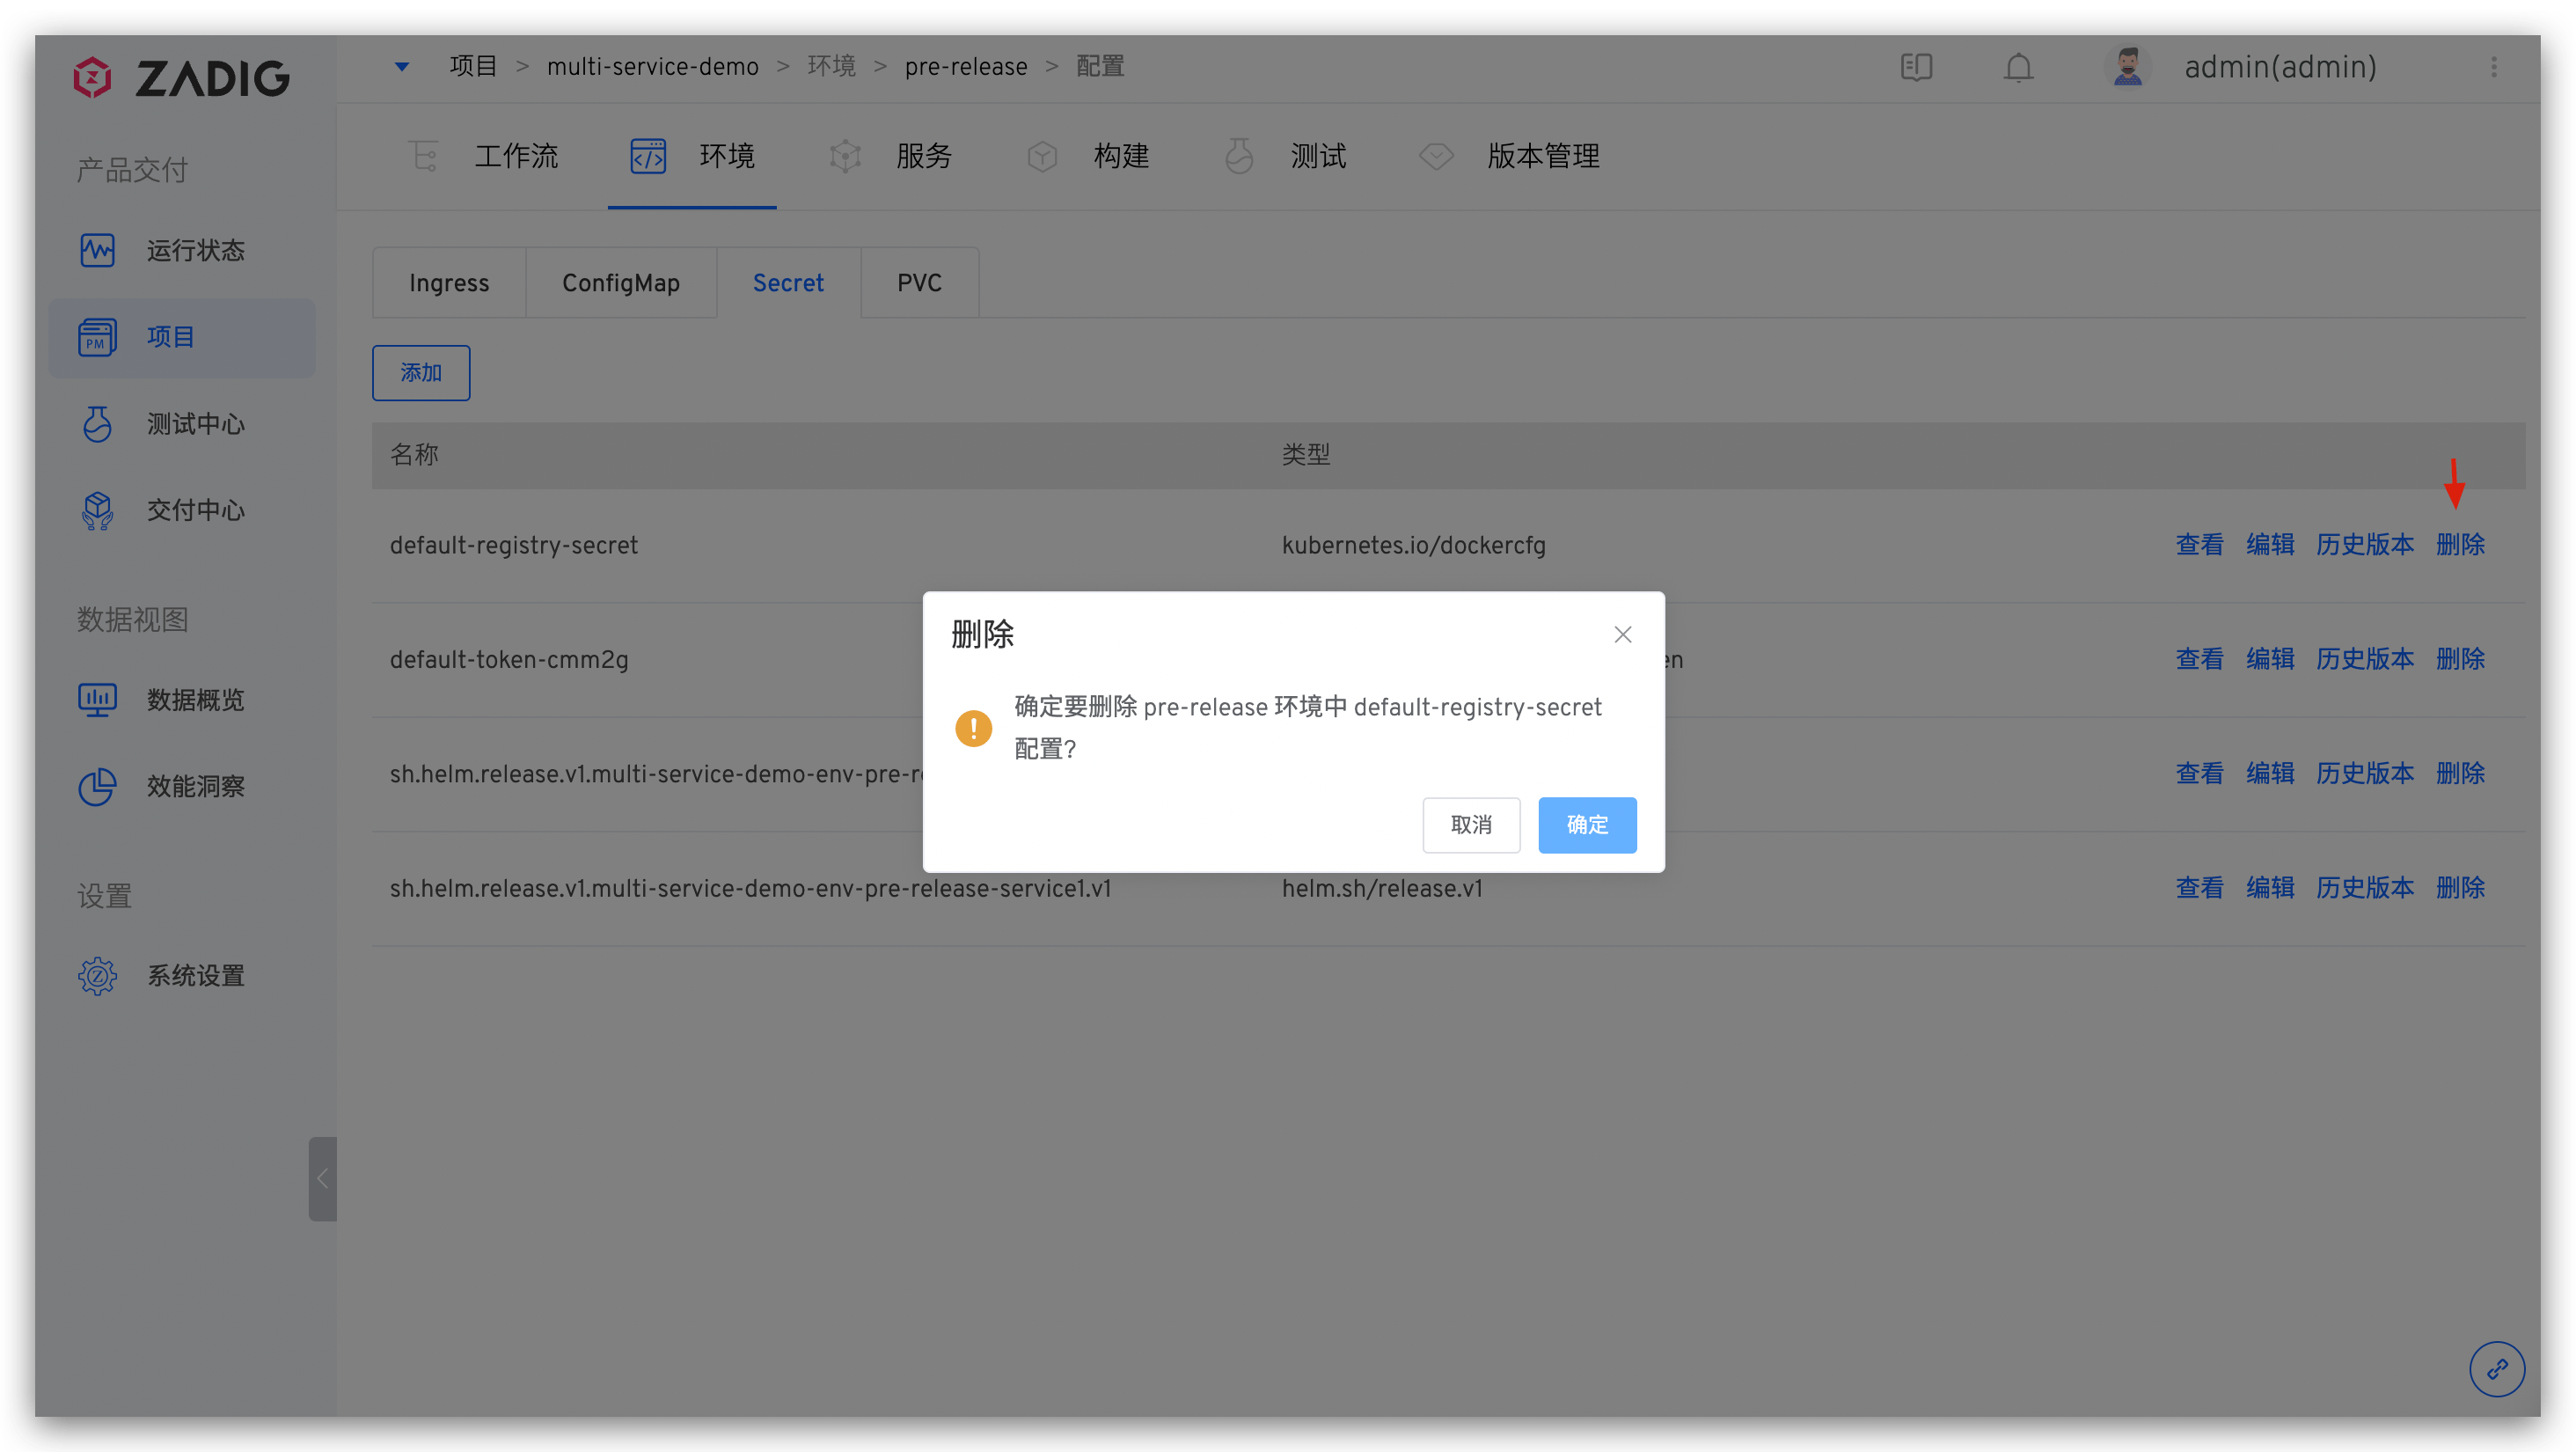 ZADIG
项目 > multi-service-demo > 环境 > pre-release > 配置
admin(admin)
产品交付
运行状态
PM
项目
测试中心
交付中心
数据视图
数据概览
效能洞察
设置
系统设置
工作流 环境 服务 构建 测试 版本管理
Ingress ConfigMap Secret PVC
添加
名称 类型
default-registry-secret kubernetes.io/dockercfg 查看 编辑 历史版本 删除
default-token-cmm2g en 查看 编辑 历史版本 删除
sh.helm.release.v1.multi-service-demo-env-pre-r 查看 编辑 历史版本 删除
sh.helm.release.v1.multi-service-demo-env-pre-release-service1.v1 helm.sh/release.v1 查看 编辑 历史版本 删除
删除
确定要删除 pre-release 环境中 default-registry-secret
配置?
取消 确定